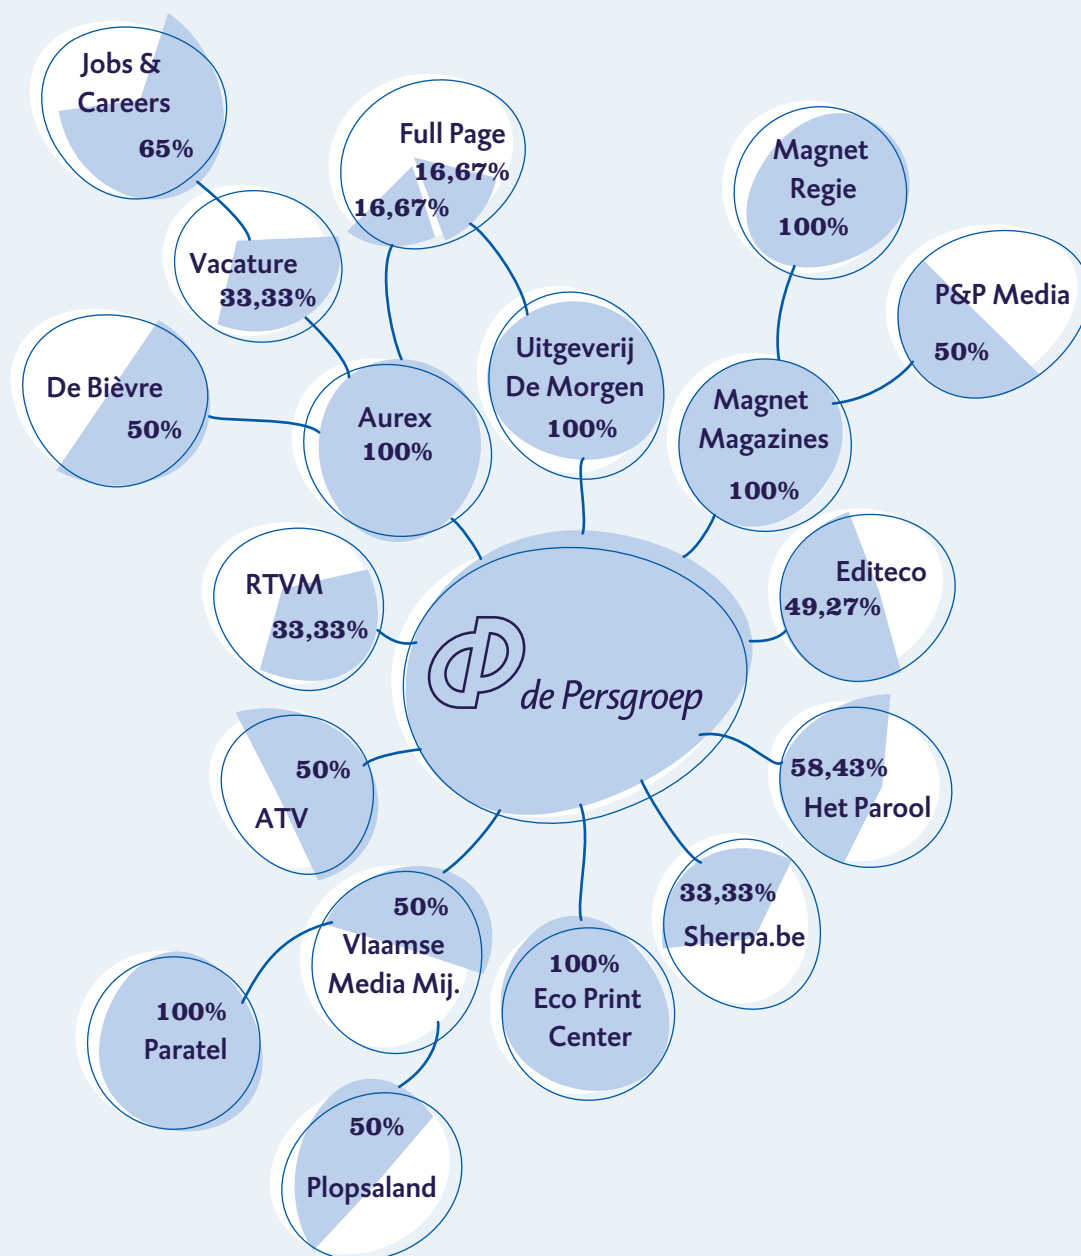 Jobs &
Careers
65%
Full Page
16,67%
16,67%
Magnet
Regie
100%
Vacature
33,33%
P&P Media
50%
De Bièvre
50%
Aurex
100%
Uitgeverij
De Morgen
100%
Magnet
Magazines
100%
RTVM
33,33%
Editeco
49,27%
de Persgroep
50%
ATV
58,43%
Het Parool
33,33%
Sherpa.be
50%
Vlaamse
Media Mij.
100%
Eco Print
Center
100%
Paratel
50%
Plopsaland